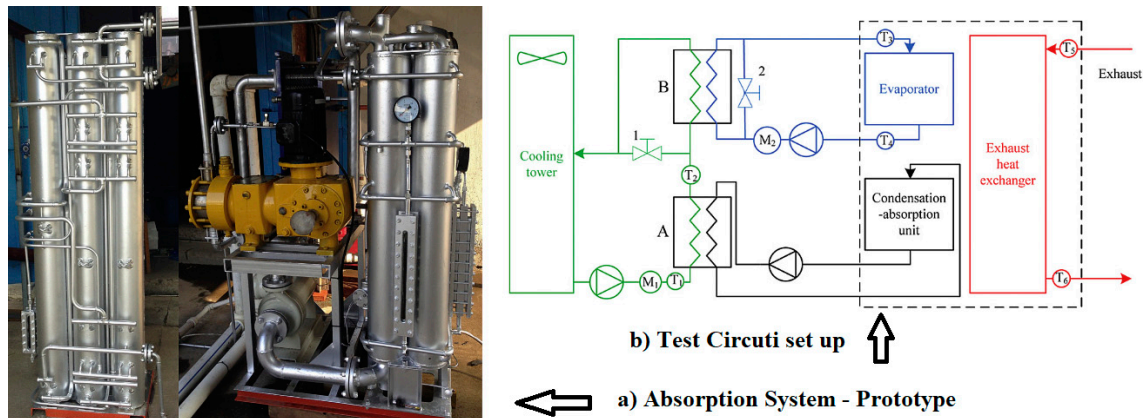 B
2
T3
T5
Exhaust
Evaporator
1
M2
T4
Cooling
tower
T2
Exhaust
heat
exchanger
Condensation
-absorption
unit
A
M1
T1
T6
b) Test Circuti set up
a) Absorption System - Prototype